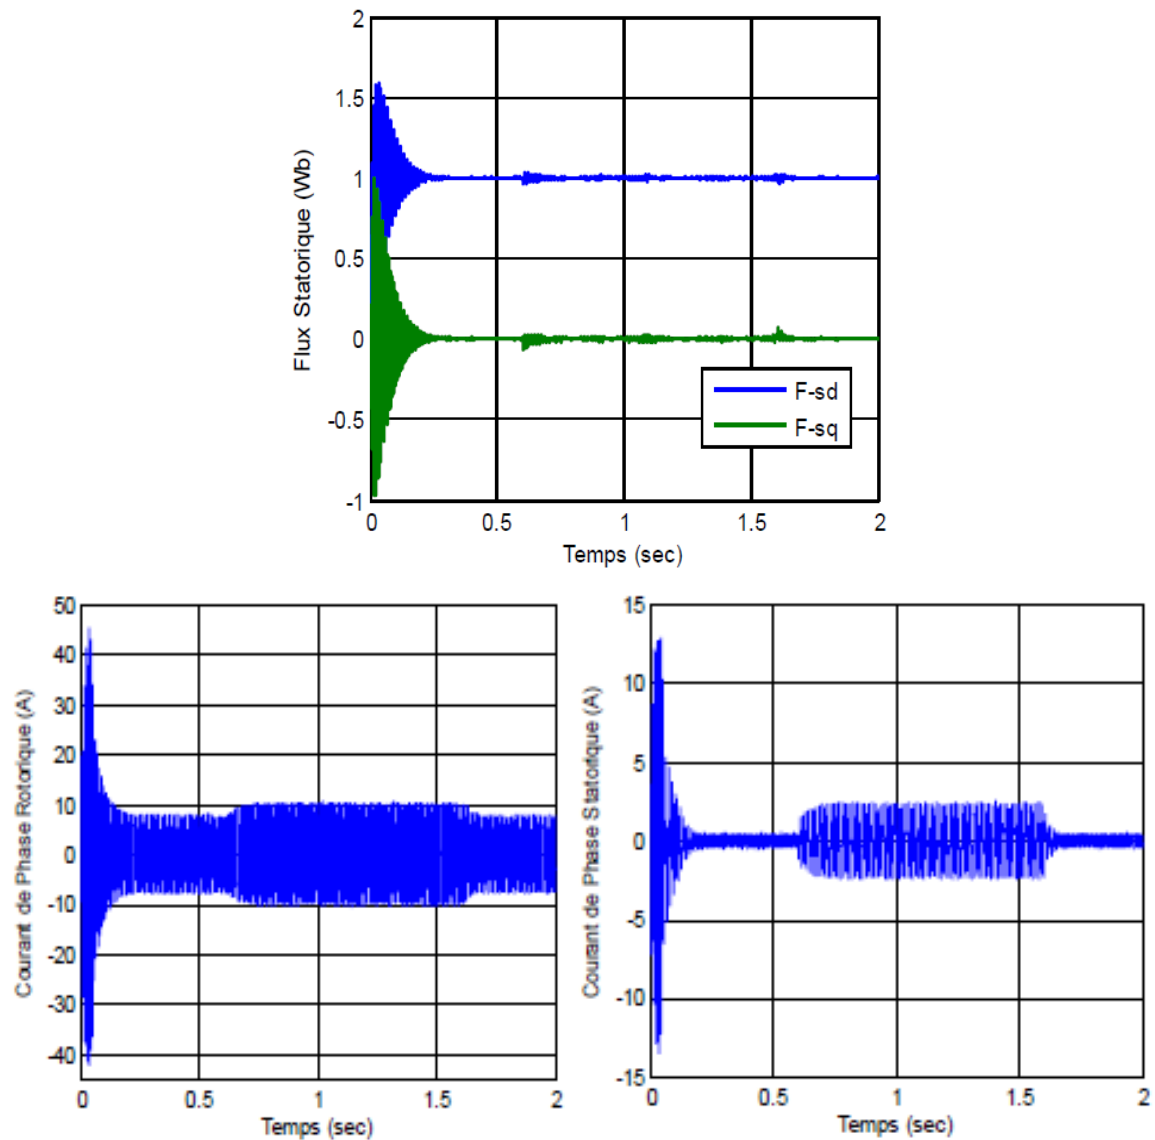 2
1.5
1
0.5
0
-0.5
-1
Flux Statorique (Wb)
F-sd
F-sq
0 0.5 1 1.5 2
Temps (sec)
50
40
30
20
10
0
-10
-20
-30
-40
Courant de Phase Rotorique (A)
0 0.5 1 1.5 2
Temps (sec)
15
10
5
0
-5
-10
-15
Courant de Phase Statorique (A)
0 0.5 1 1.5 2
Temps (sec)